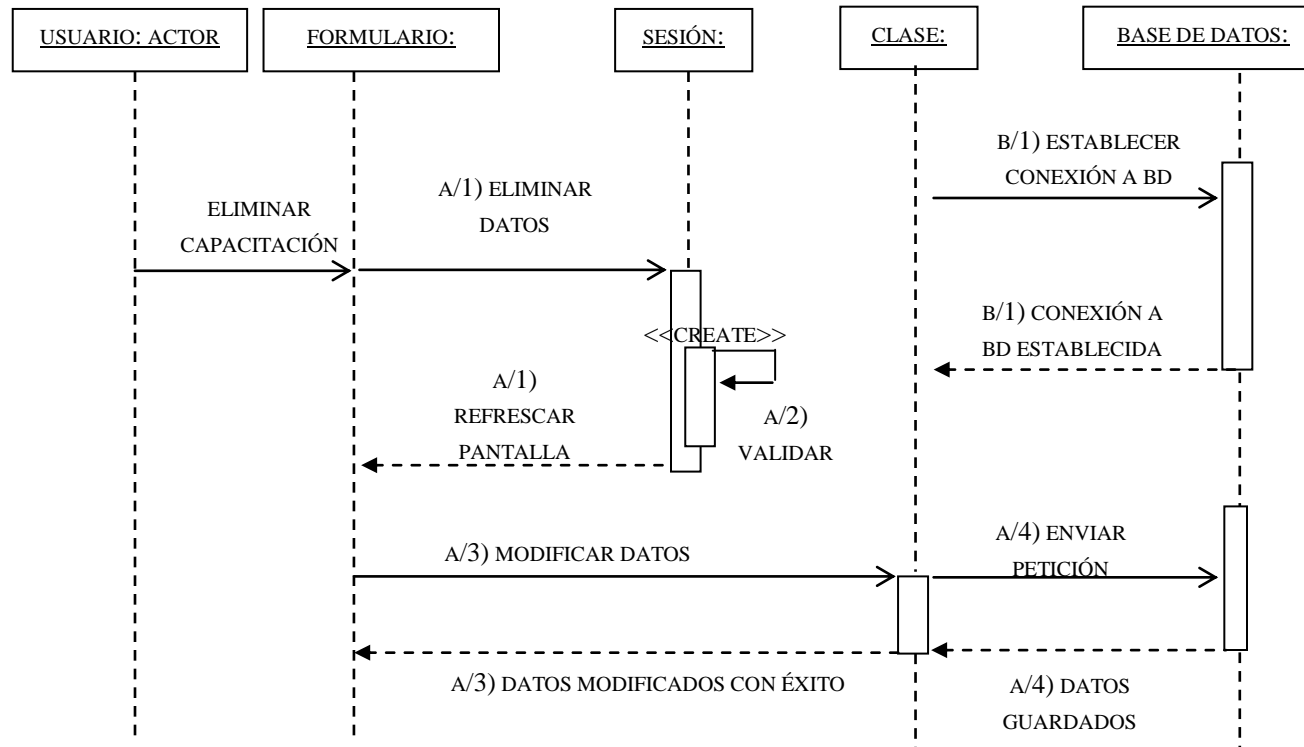 USUARIO: ACTOR
FORMULARIO:
SESIÓN:
CLASE:
BASE DE DATOS:
B/1) ESTABLECER
CONEXIÓN A BD
A/1) ELIMINAR
DATOS
ELIMINAR
CAPACITACIÓN
<<CREATE>>
B/1) CONEXIÓN A
BD ESTABLECIDA
A/1)
REFRESCAR
PANTALLA
A/2)
VALIDAR
A/3) MODIFICAR DATOS
A/4) ENVIAR
PETICIÓN
A/3) DATOS MODIFICADOS CON ÉXITO
A/4) DATOS
GUARDADOS